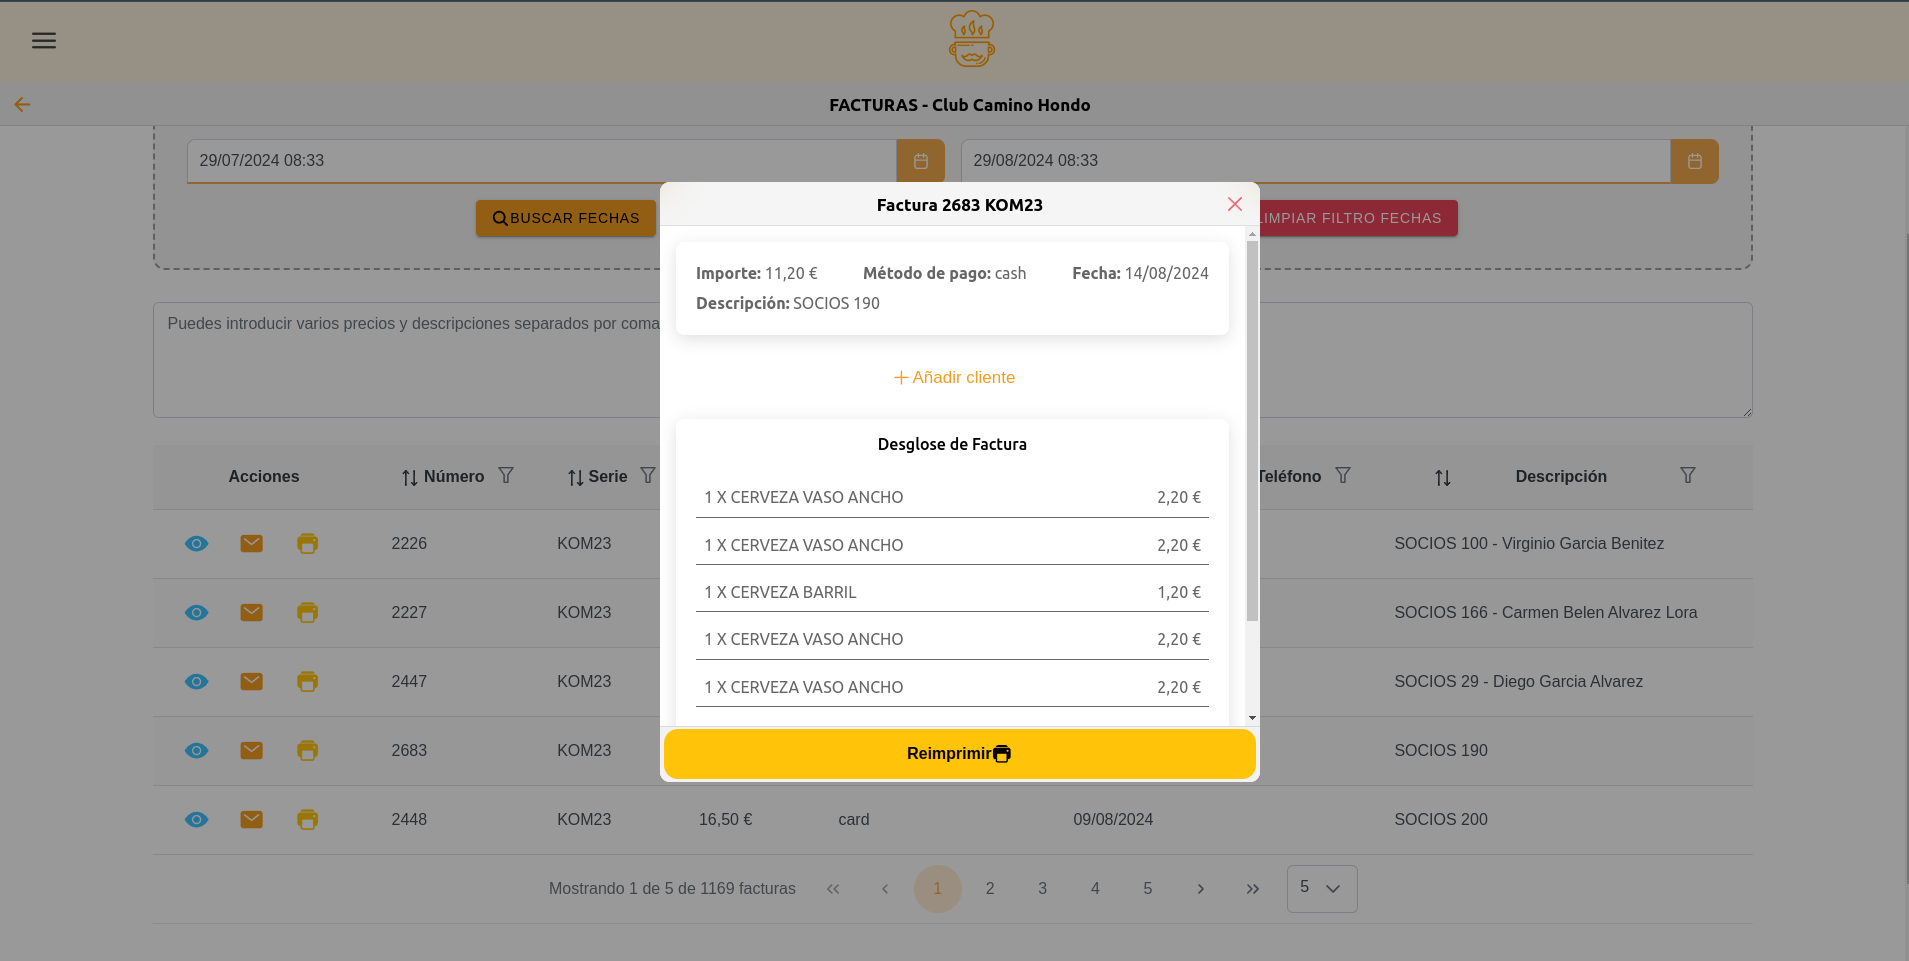 FACTURAS - Club Camino Hondo
29/07/2024 08:33
29/08/2024 08:33
BUSCAR FECHAS
LIMPIAR FILTRO FECHAS
Puedes introducir varios precios y descripciones separados por coma
Acciones Número Serie Teléfono Descripción
2226 KOM23 SOCIOS 100 - Virginio Garcia Benitez
2227 KOM23 SOCIOS 166 - Carmen Belen Alvarez Lora
2447 KOM23 SOCIOS 29 - Diego Garcia Alvarez
2683 KOM23 SOCIOS 190
2448 KOM23 16,50 € card 09/08/2024 SOCIOS 200
Mostrando 1 de 5 de 1169 facturas 1 2 3 4 5 5
Factura 2683 KOM23
Importe: 11,20 € Método de pago: cash Fecha: 14/08/2024
Descripción: SOCIOS 190
Añadir cliente
Desglose de Factura
1 X CERVEZA VASO ANCHO 2,20 €
1 X CERVEZA VASO ANCHO 2,20 €
1 X CERVEZA BARRIL 1,20 €
1 X CERVEZA VASO ANCHO 2,20 €
1 X CERVEZA VASO ANCHO 2,20 €
Reimprimir